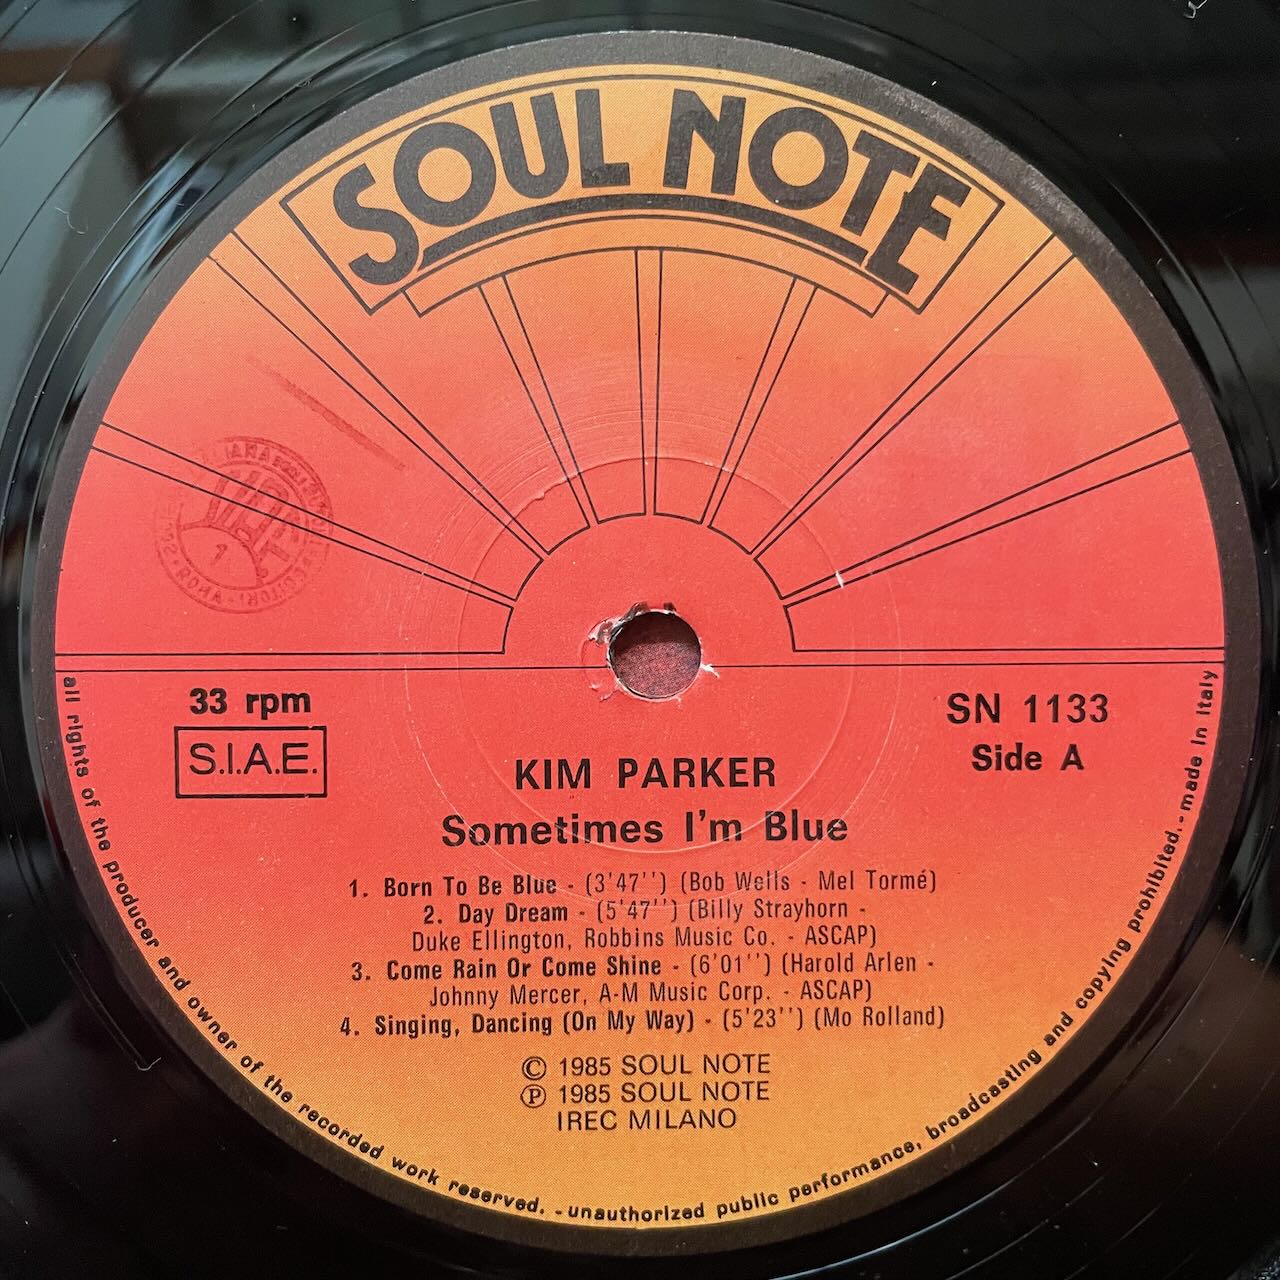 SOUL NOTE
33 rpm
S.I.A.E.
SN 1133
Side A
KIM PARKER
Sometimes I'm Blue
1. Born To Be Blue - (3'47'') (Bob Wells - Mel Tormé)
2. Day Dream - (5'47'') (Billy Strayhorn -
Duke Ellington, Robbins Music Co. - ASCAP)
3. Come Rain Or Come Shine - (6'01'') (Harold Arlen -
Johnny Mercer, A-M Music Corp. - ASCAP)
4. Singing, Dancing (On My Way) - (5'23'') (Mo Rolland)
© 1985 SOUL NOTE
℗ 1985 SOUL NOTE
IREC MILANO
all rights of the producer and owner of the recorded work reserved. - unauthorized public performance, broadcasting and copying prohibited. - made in Italy